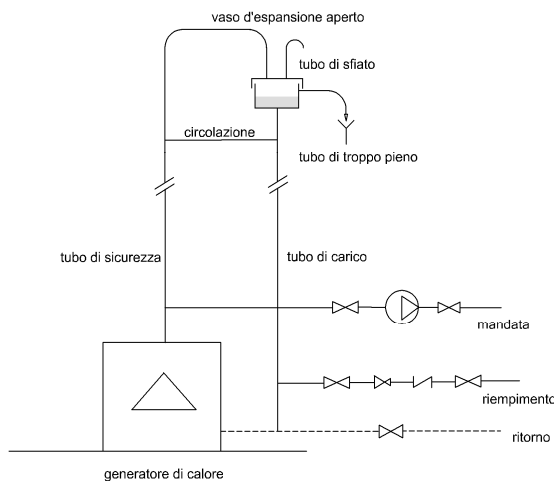 vaso d'espansione aperto
tubo di sfiato
circolazione
tubo di troppo pieno
tubo di sicurezza
tubo di carico
mandata
riempimento
ritorno
generatore di calore